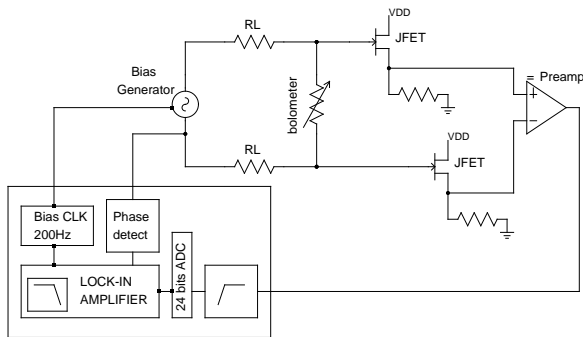 RL
VDD
JFET
Bias
Generator
bolometer
= Preamp
+
−
RL
VDD
JFET
Bias CLK
200Hz
Phase
detect
LOCK-IN
AMPLIFIER
24 bits ADC